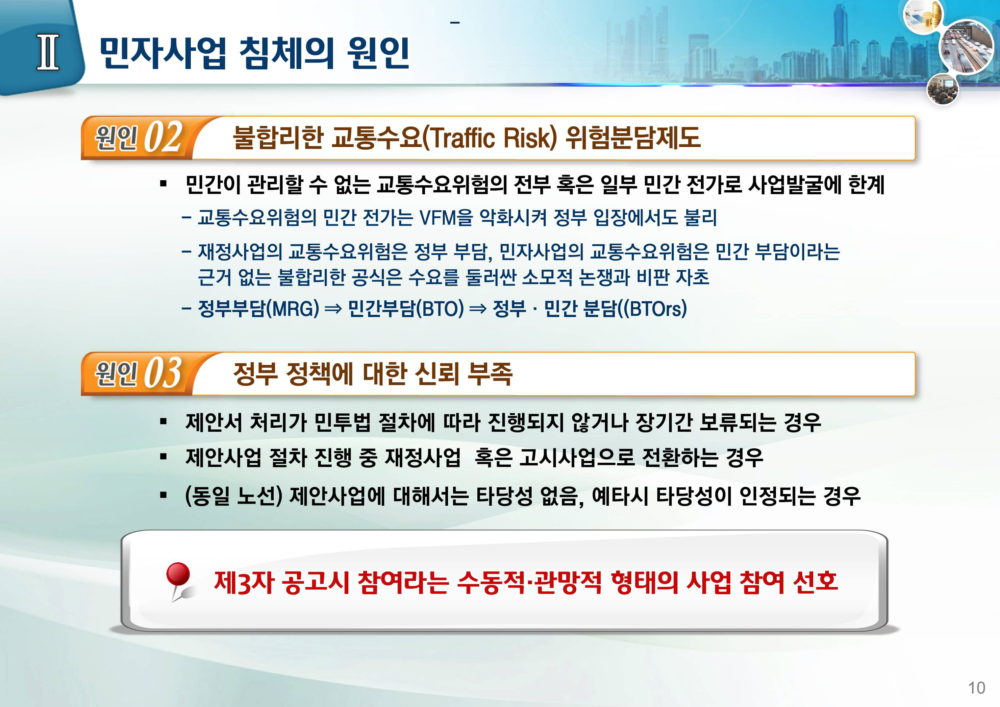 –
Ⅱ 민자사업 침체의 원인
원인 02 불합리한 교통수요(Traffic Risk) 위험분담제도
▪ 민간이 관리할 수 없는 교통수요위험의 전부 혹은 일부 민간 전가로 사업발굴에 한계
– 교통수요위험의 민간 전가는 VFM을 악화시켜 정부 입장에서도 불리
– 재정사업의 교통수요위험은 정부 부담, 민자사업의 교통수요위험은 민간 부담이라는
근거 없는 불합리한 공식은 수요를 둘러싼 소모적 논쟁과 비판 자초
– 정부부담(MRG) ⇒ 민간부담(BTO) ⇒ 정부 · 민간 분담((BTOrs)
원인 03 정부 정책에 대한 신뢰 부족
▪ 제안서 처리가 민투법 절차에 따라 진행되지 않거나 장기간 보류되는 경우
▪ 제안사업 절차 진행 중 재정사업 혹은 고시사업으로 전환하는 경우
▪ (동일 노선) 제안사업에 대해서는 타당성 없음, 예타시 타당성이 인정되는 경우
제3자 공고시 참여라는 수동적·관망적 형태의 사업 참여 선호
10